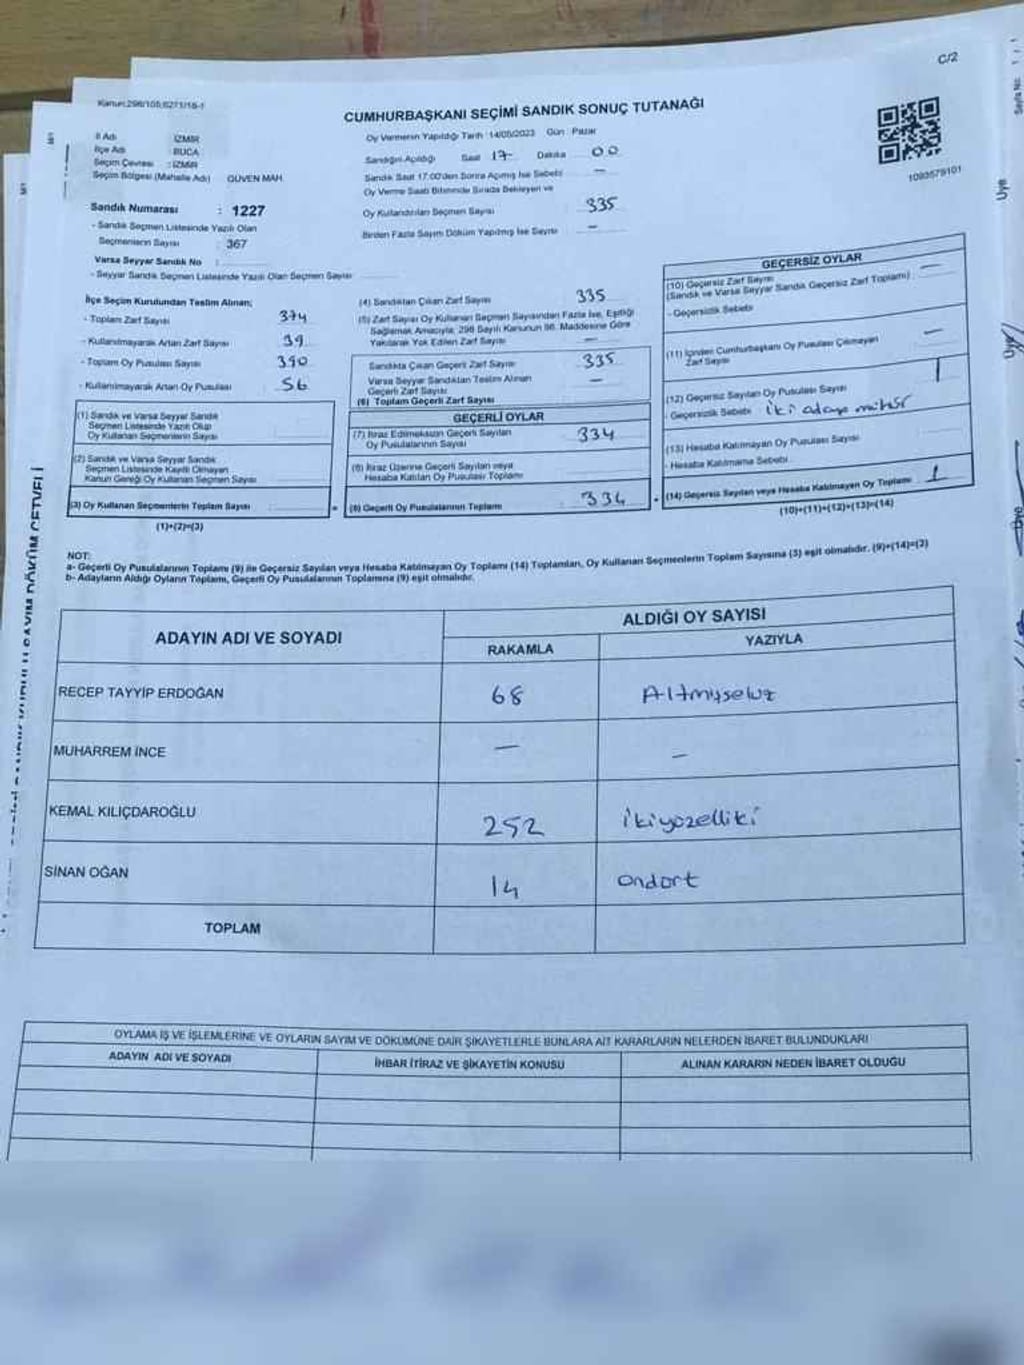 C/2
Kanun:298/105,6271/16-1
CUMHURBAŞKANI SEÇİMİ SANDIK SONUÇ TUTANAĞI
İl Adı : İZMİR
İlçe Adı : BUCA
Seçim Çevresi : İZMİR
Seçim Bölgesi (Mahalle Adı) GÜVEN MAH.
Sandık Numarası : 1227
- Sandık Seçmen Listesinde Yazılı Olan
Seçmenlerin Sayısı : 367
Varsa Seyyar Sandık No :
- Seyyar Sandık Seçmen Listesinde Yazılı Olan Seçmen Sayısı
Oy Vermenin Yapıldığı Tarih :14/05/2023 Gün : Pazar
Sandığın Açıldığı Saat 17- Dakika 00
Sandık Saat 17.00'den Sonra Açılmış İse Sebebi —
Oy Verme Saati Bitiminde Sırada Bekleyen ve
Oy Kullandırılan Seçmen Sayısı 335
Birden Fazla Sayım Döküm Yapılmış İse Sayısı —
1093579101
İlçe Seçim Kurulundan Teslim Alınan;
- Toplam Zarf Sayısı 374
- Kullanılmayarak Artan Zarf Sayısı 39
- Toplam Oy Pusulası Sayısı 390
- Kullanılmayarak Artan Oy Pusulası 56
(1) Sandık ve Varsa Seyyar Sandık
Seçmen Listesinde Yazılı Olup
Oy Kullanan Seçmenlerin Sayısı
(2) Sandık ve Varsa Seyyar Sandık
Seçmen Listesinde Kayıtlı Olmayan
Kanun Gereği Oy Kullanan Seçmen Sayısı
(3) Oy Kullanan Seçmenlerin Toplam Sayısı =
(1)+(2)=(3)
(4) Sandıktan Çıkan Zarf Sayısı 335
(5) Zarf Sayısı Oy Kullanan Seçmen Sayısından Fazla İse, Eşitliği
Sağlamak Amacıyla, 298 Sayılı Kanunun 98. Maddesine Göre
Yakılarak Yok Edilen Zarf Sayısı —
Sandıkta Çıkan Geçerli Zarf Sayısı 335
Varsa Seyyar Sandıktan Teslim Alınan
Geçerli Zarf Sayısı —
(6) Toplam Geçerli Zarf Sayısı
GEÇERLİ OYLAR
(7) İtiraz Edilmeksizin Geçerli Sayılan
Oy Pusulalarının Sayısı 334
(8) İtiraz Üzerine Geçerli Sayılan veya
Hesaba Katılan Oy Pusulası Toplamı
(9) Geçerli Oy Pusulalarının Toplamı 334 +
GEÇERSİZ OYLAR
(10) Geçersiz Zarf Sayısı —
(Sandık ve Varsa Seyyar Sandık Geçersiz Zarf Toplamı)
- Geçersizlik Sebebi
(11) İçinden Cumhurbaşkanı Oy Pusulası Çıkmayan
Zarf Sayısı —
(12) Geçersiz Sayılan Oy Pusulası Sayısı 1
- Geçersizlik Sebebi İki adaya mühür
(13) Hesaba Katılmayan Oy Pusulası Sayısı
- Hesaba Katılmama Sebebi
(14) Geçersiz Sayılan veya Hesaba Katılmayan Oy Toplamı 1
(10)+(11)+(12)+(13)=(14)
NOT:
a- Geçerli Oy Pusulalarının Toplamı (9) ile Geçersiz Sayılan veya Hesaba Katılmayan Oy Toplamı (14) Toplamları, Oy Kullanan Seçmenlerin Toplam Sayısına (3) eşit olmalıdır. (9)+(14)=(3)
b- Adayların Aldığı Oyların Toplamı, Geçerli Oy Pusulalarının Toplamına (9) eşit olmalıdır.
ADAYIN ADI VE SOYADI
ALDIĞI OY SAYISI
RAKAMLA YAZIYLA
RECEP TAYYİP ERDOĞAN 68 Altmışsekiz
MUHARREM İNCE — —
KEMAL KILIÇDAROĞLU 252 İkiyüzelliiki
SİNAN OĞAN 14 Ondört
TOPLAM
OYLAMA İŞ VE İŞLEMLERİNE VE OYLARIN SAYIM VE DÖKÜMÜNE DAİR ŞİKAYETLERLE BUNLARA AİT KARARLARIN NELERDEN İBARET BULUNDUKLARI
ADAYIN ADI VE SOYADI İHBAR İTİRAZ VE ŞİKAYETİN KONUSU ALINAN KARARIN NEDEN İBARET OLDUĞU
Sayfa No:
Üye
Üye
Üye